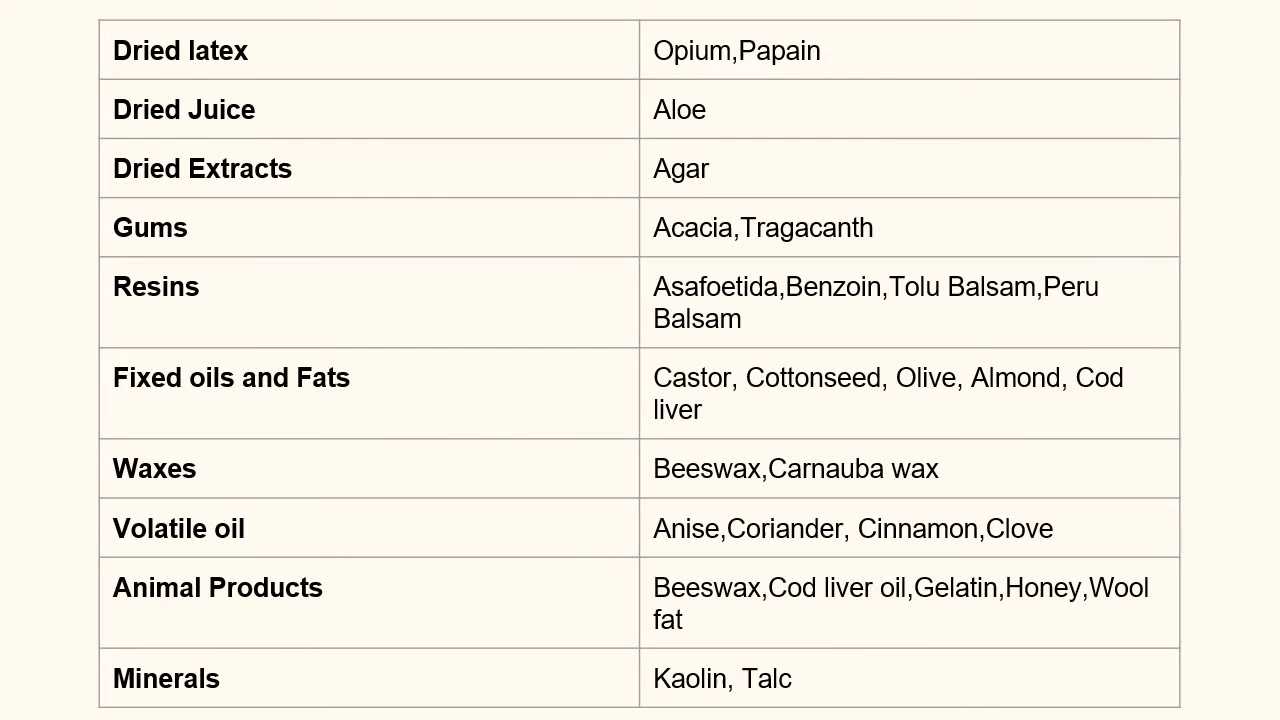 Dried latex
Opium,Papain
Dried Juice
Aloe
Dried Extracts
Agar
Gums
Acacia,Tragacanth
Resins
Asafoetida,Benzoin,Tolu Balsam,Peru
Balsam
Fixed oils and Fats
Castor, Cottonseed, Olive, Almond, Cod
liver
Waxes
Beeswax,Carnauba wax
Volatile oil
Anise,Coriander, Cinnamon,Clove
Animal Products
Beeswax,Cod liver oil,Gelatin,Honey,Wool
fat
Minerals
Kaolin, Talc